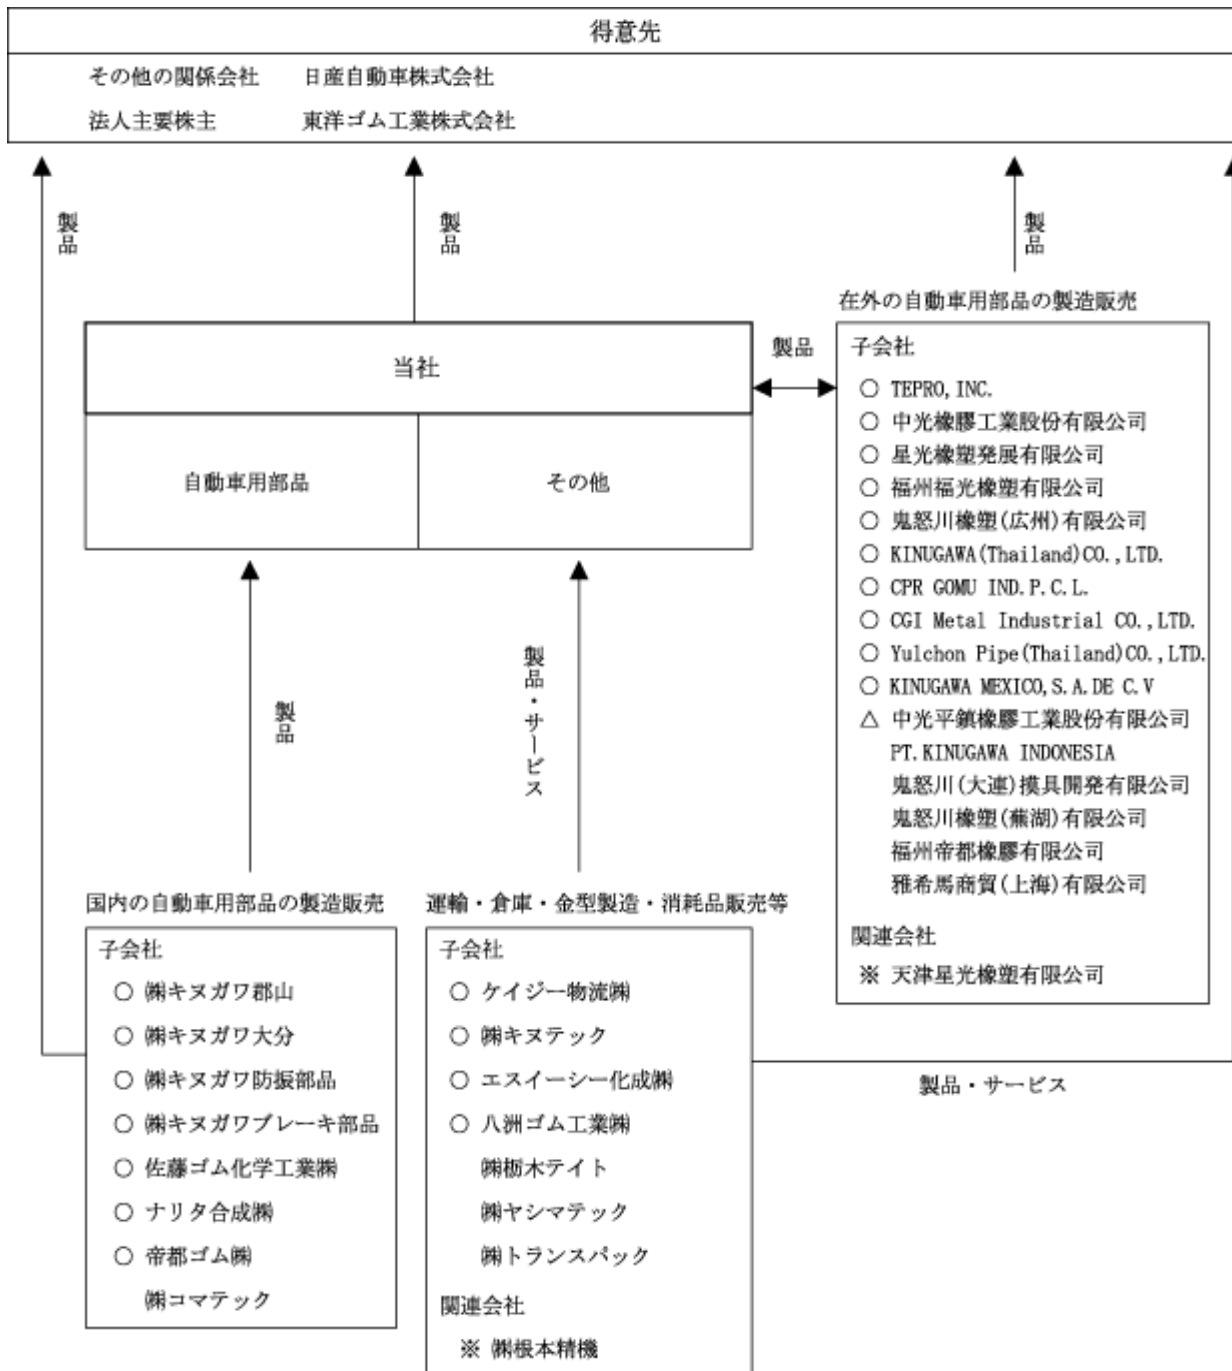 得意先
その他の関係会社 日産自動車株式会社
法人主要株主 東洋ゴム工業株式会社
製品
製品
製品
在外の自動車用部品の製造販売
当社
製品
自動車用部品
その他
子会社
○ TEPRO,INC.
○ 中光橡膠工業股份有限公司
○ 星光橡塑発展有限公司
○ 福州福光橡塑有限公司
○ 鬼怒川橡塑(広州)有限公司
○ KINUGAWA(Thailand)CO.,LTD.
○ CPR GOMU IND.P.C.L.
○ CGI Metal Industrial CO.,LTD.
○ Yulchon Pipe(Thailand)CO.,LTD.
○ KINUGAWA MEXICO,S.A.DE C.V
△ 中光平鎮橡膠工業股份有限公司
PT.KINUGAWA INDONESIA
鬼怒川(大連)摸具開発有限公司
鬼怒川橡塑(蕪湖)有限公司
福州帝都橡膠有限公司
雅希馬商貿(上海)有限公司
関連会社
※ 天津星光橡塑有限公司
製品
製品・サービス
国内の自動車用部品の製造販売
子会社
○ ㈱キヌガワ郡山
○ ㈱キヌガワ大分
○ ㈱キヌガワ防振部品
○ ㈱キヌガワブレーキ部品
○ 佐藤ゴム化学工業㈱
○ ナリタ合成㈱
○ 帝都ゴム㈱
㈱コマテック
運輸・倉庫・金型製造・消耗品販売等
子会社
○ ケイジー物流㈱
○ ㈱キヌテック
○ エスイーシー化成㈱
○ 八洲ゴム工業㈱
㈱栃木テイト
㈱ヤシマテック
㈱トランスパック
関連会社
※ ㈱根本精機
製品・サービス